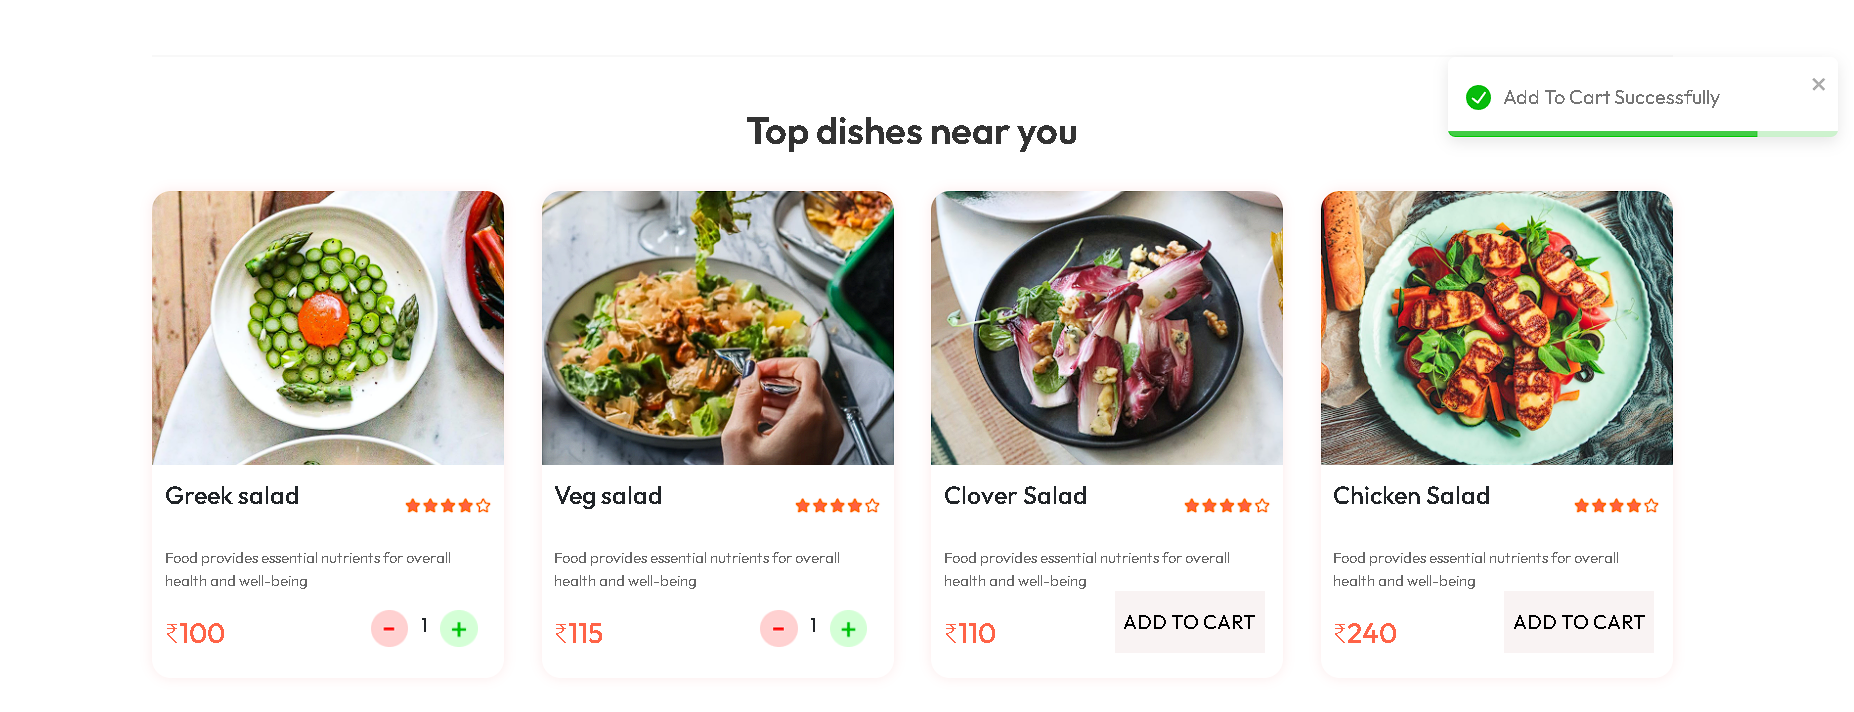 Add To Cart Successfully
Top dishes near you
Greek salad
Food provides essential nutrients for overall
health and well-being
₹100
- 1 +
Veg salad
Food provides essential nutrients for overall
health and well-being
₹115
- 1 +
Clover Salad
Food provides essential nutrients for overall
health and well-being
₹110
ADD TO CART
Chicken Salad
Food provides essential nutrients for overall
health and well-being
₹240
ADD TO CART